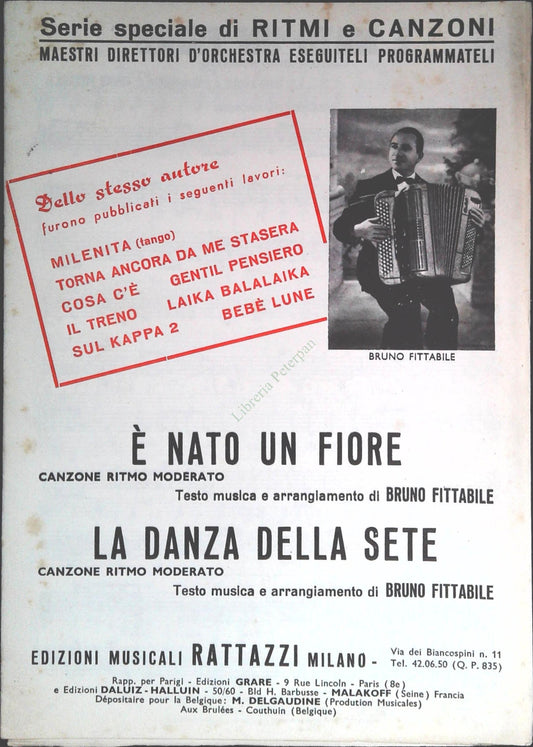 Serie speciale di RITMI e CANZONI
MAESTRI DIRETTORI D'ORCHESTRA ESEGUITELI PROGRAMMATELI
Dello stesso autore
furono pubblicati i seguenti lavori:
MILENITA (tango)
TORNA ANCORA DA ME STASERA
COSA C'È GENTIL PENSIERO
IL TRENO LAIKA BALALAIKA
SUL KAPPA 2 BEBÈ LUNE
BRUNO FITTABILE
Libreria Peterpan
È NATO UN FIORE
CANZONE RITMO MODERATO
Testo musica e arrangiamento di BRUNO FITTABILE
LA DANZA DELLA SETE
CANZONE RITMO MODERATO
Testo musica e arrangiamento di BRUNO FITTABILE
EDIZIONI MUSICALI RATTAZZI MILANO - Via dei Biancospini n. 11
Tel. 42.06.50 (Q. P. 835)
Rapp. per Parigi - Edizioni GRARE - 9 Rue Lincoln - Paris (8e)
e Edizioni DALUIZ - HALLUIN - 50/60 - Bld H. Barbusse - MALAKOFF (Seine) Francia
Dépositaire pour la Belgique: M. DELGAUDINE (Prodution Musicales)
Aux Brulées - Couthuin (Belgique)